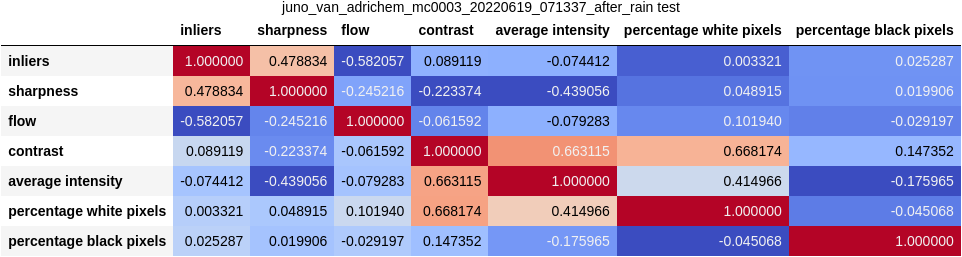 juno_van_adrichem_mc0003_20220619_071337_after_rain test
inliers sharpness flow contrast average intensity percentage white pixels percentage black pixels
inliers 1.000000 0.478834 -0.582057 0.089119 -0.074412 0.003321 0.025287
sharpness 0.478834 1.000000 -0.245216 -0.223374 -0.439056 0.048915 0.019906
flow -0.582057 -0.245216 1.000000 -0.061592 -0.079283 0.101940 -0.029197
contrast 0.089119 -0.223374 -0.061592 1.000000 0.663115 0.668174 0.147352
average intensity -0.074412 -0.439056 -0.079283 0.663115 1.000000 0.414966 -0.175965
percentage white pixels 0.003321 0.048915 0.101940 0.668174 0.414966 1.000000 -0.045068
percentage black pixels 0.025287 0.019906 -0.029197 0.147352 -0.175965 -0.045068 1.000000